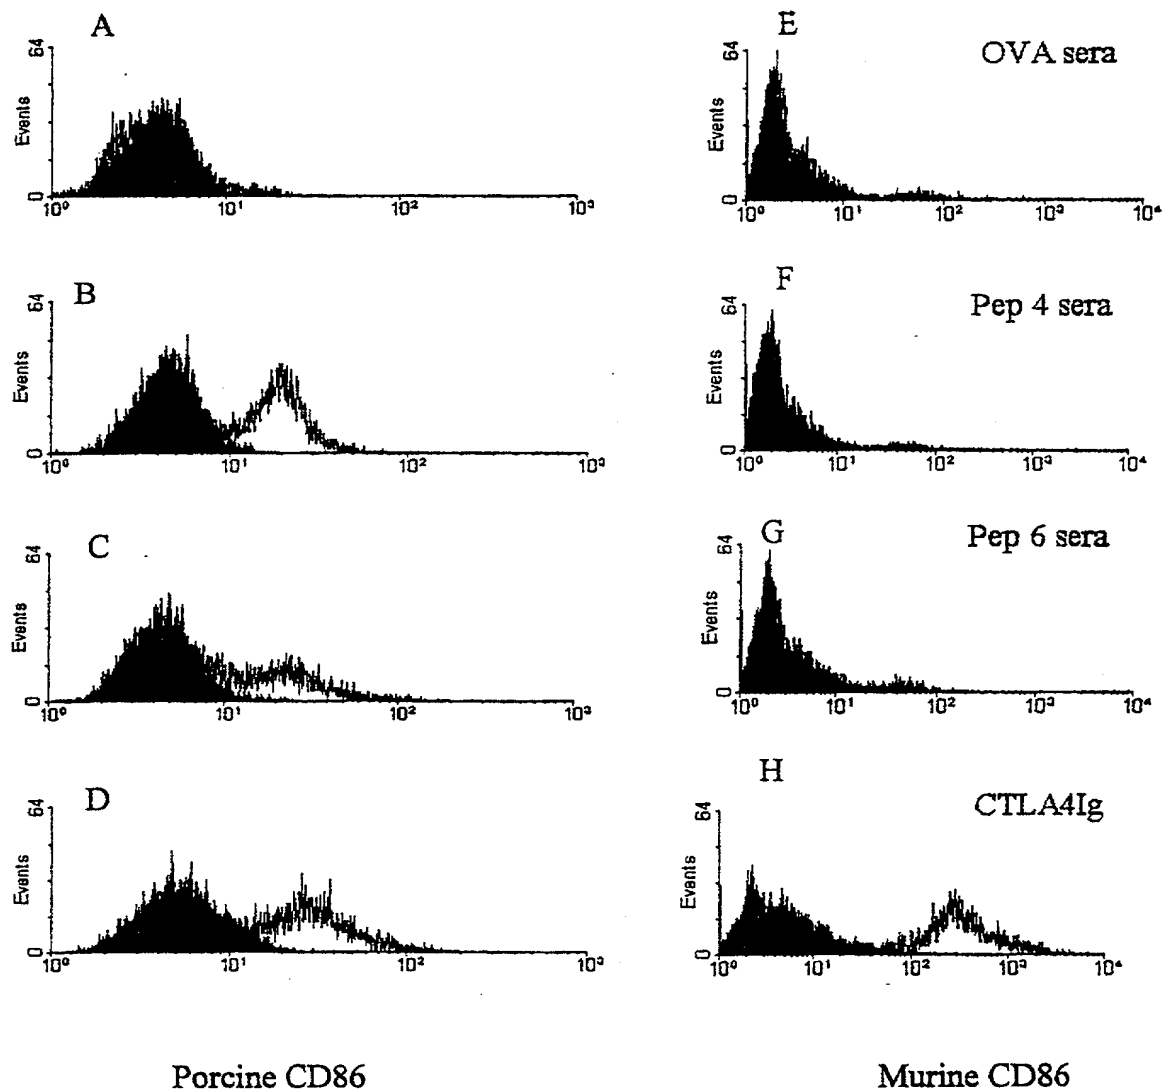 A
64
Events
0
10⁰ 10¹ 10² 10³
E
OVA sera
64
Events
0
10⁰ 10¹ 10² 10³ 10⁴
B
64
Events
0
10⁰ 10¹ 10² 10³
F
Pep 4 sera
64
Events
0
10⁰ 10¹ 10² 10³ 10⁴
C
64
Events
0
10⁰ 10¹ 10² 10³
G
Pep 6 sera
64
Events
0
10⁰ 10¹ 10² 10³ 10⁴
D
64
Events
0
10⁰ 10¹ 10² 10³
H
CTLA4Ig
64
Events
0
10⁰ 10¹ 10² 10³ 10⁴
Porcine CD86
Murine CD86